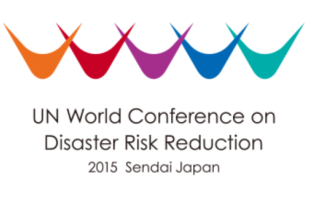 UN World Conference on
Disaster Risk Reduction
2015 Sendai Japan